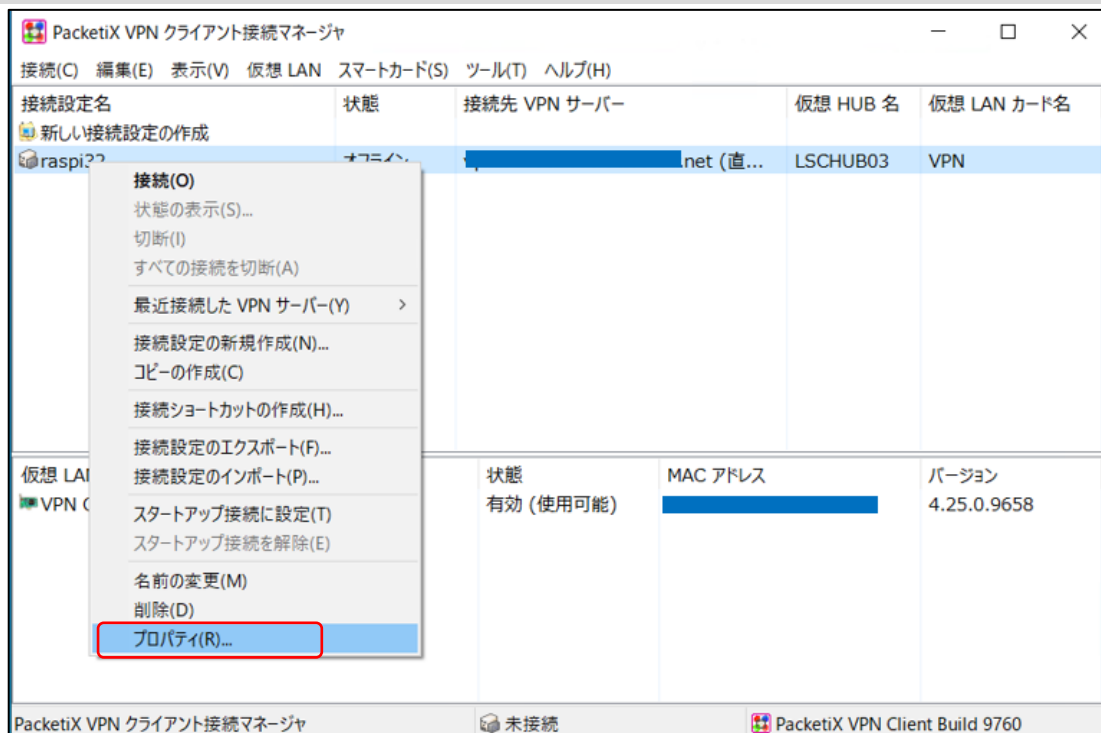 PacketiX VPN クライアント接続マネージャ
接続(C) 編集(E) 表示(V) 仮想 LAN スマートカード(S) ツール(T) ヘルプ(H)
接続設定名 状態 接続先 VPN サーバー 仮想 HUB 名 仮想 LAN カード名
新しい接続設定の作成
raspi32 オフライン .net (直... LSCHUB03 VPN
接続(O)
状態の表示(S)...
切断(I)
すべての接続を切断(A)
最近接続した VPN サーバー(Y)
接続設定の新規作成(N)...
コピーの作成(C)
接続ショートカットの作成(H)...
接続設定のエクスポート(F)...
接続設定のインポート(P)...
スタートアップ接続に設定(T)
スタートアップ接続を解除(E)
名前の変更(M)
削除(D)
プロパティ(R)...
仮想 LA 状態 MAC アドレス バージョン
VPN 有効 (使用可能) 4.25.0.9658
PacketiX VPN クライアント接続マネージャ 未接続 PacketiX VPN Client Build 9760